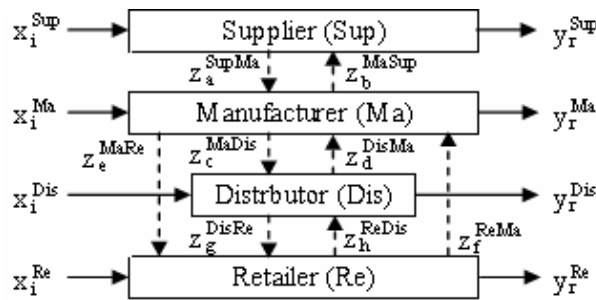 x_i^Sup Supplier (Sup) y_r^Sup
z_a^SupMa z_b^MaSup
x_i^Ma Manufacturer (Ma) y_r^Ma
z_e^MaRe z_c^MaDis z_d^DisMa
x_i^Dis Distrbutor (Dis) y_r^Dis
z_g^DisRe z_h^ReDis z_f^ReMa
x_i^Re Retailer (Re) y_r^Re